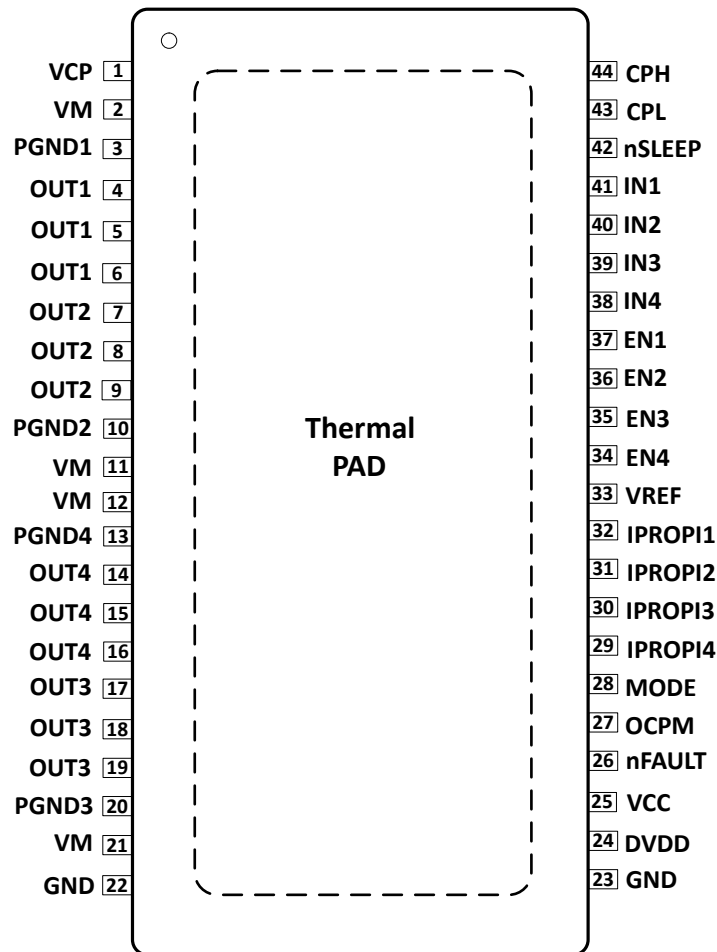 VCP 1
VM 2
PGND1 3
OUT1 4
OUT1 5
OUT1 6
OUT2 7
OUT2 8
OUT2 9
PGND2 10
VM 11
VM 12
PGND4 13
OUT4 14
OUT4 15
OUT4 16
OUT3 17
OUT3 18
OUT3 19
PGND3 20
VM 21
GND 22
Thermal
PAD
44 CPH
43 CPL
42 nSLEEP
41 IN1
40 IN2
39 IN3
38 IN4
37 EN1
36 EN2
35 EN3
34 EN4
33 VREF
32 IPROPI1
31 IPROPI2
30 IPROPI3
29 IPROPI4
28 MODE
27 OCPM
26 nFAULT
25 VCC
24 DVDD
23 GND